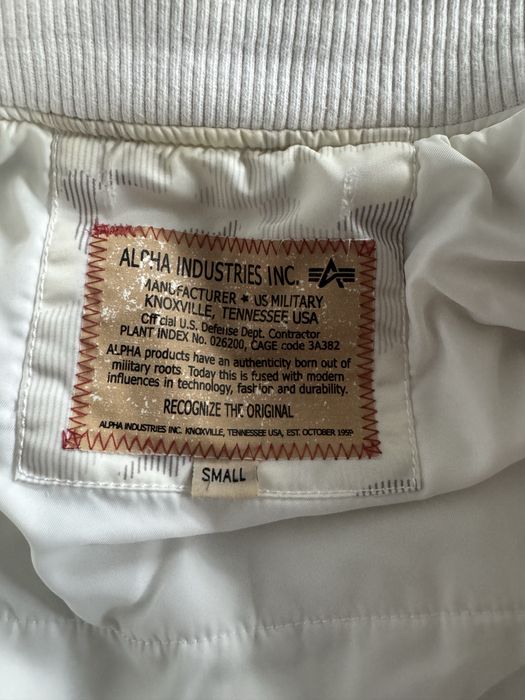 ALPHA INDUSTRIES INC.
MANUFACTURER ★ US MILITARY
KNOXVILLE, TENNESSEE USA
Official U.S. Defense Dept. Contractor
PLANT INDEX No. 026200, CAGE code 3A382
ALPHA products have an authenticity born out of
military roots. Today this is fused with modern
influences in technology, fashion and durability.
RECOGNIZE THE ORIGINAL
ALPHA INDUSTRIES INC. KNOXVILLE, TENNESSEE USA, EST. OCTOBER 1959
SMALL